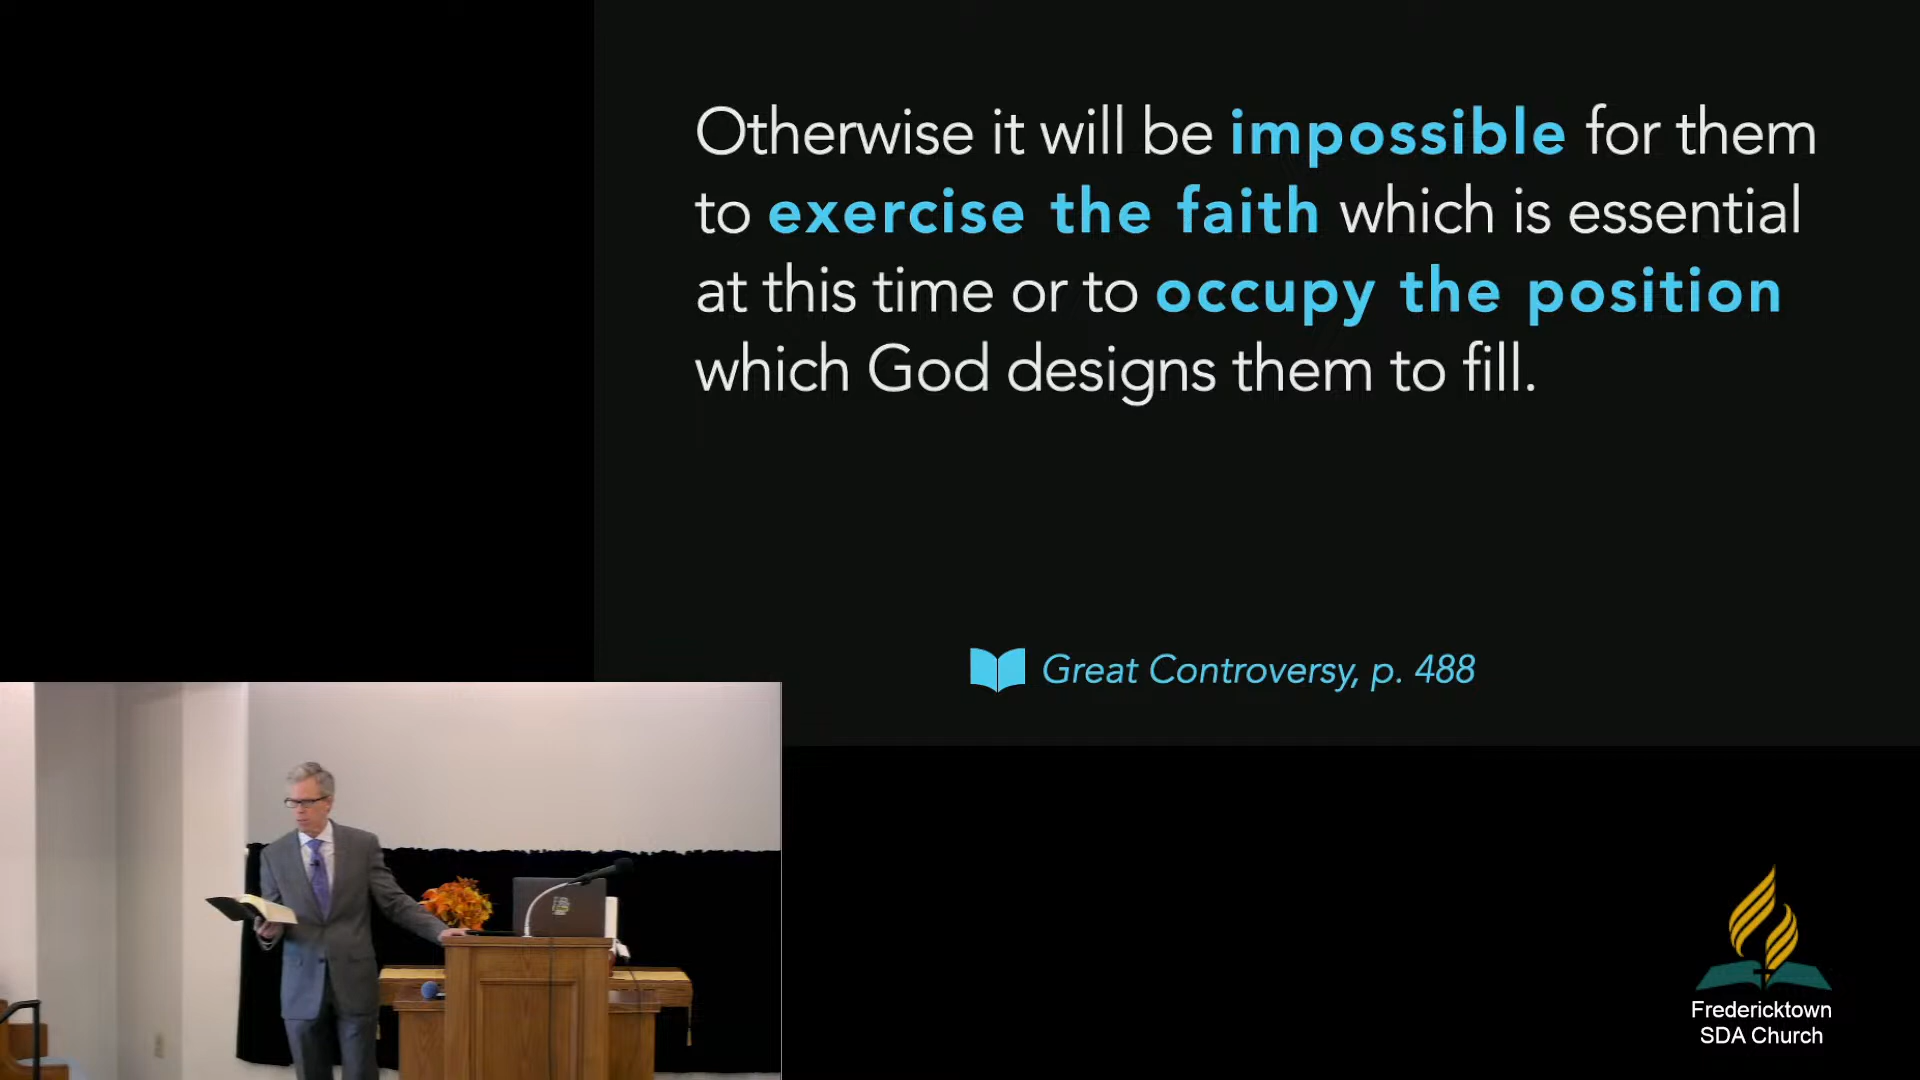 Otherwise it will be impossible for them
to exercise the faith which is essential
at this time or to occupy the position
which God designs them to fill.
Great Controversy, p. 488
Fredericktown
SDA Church